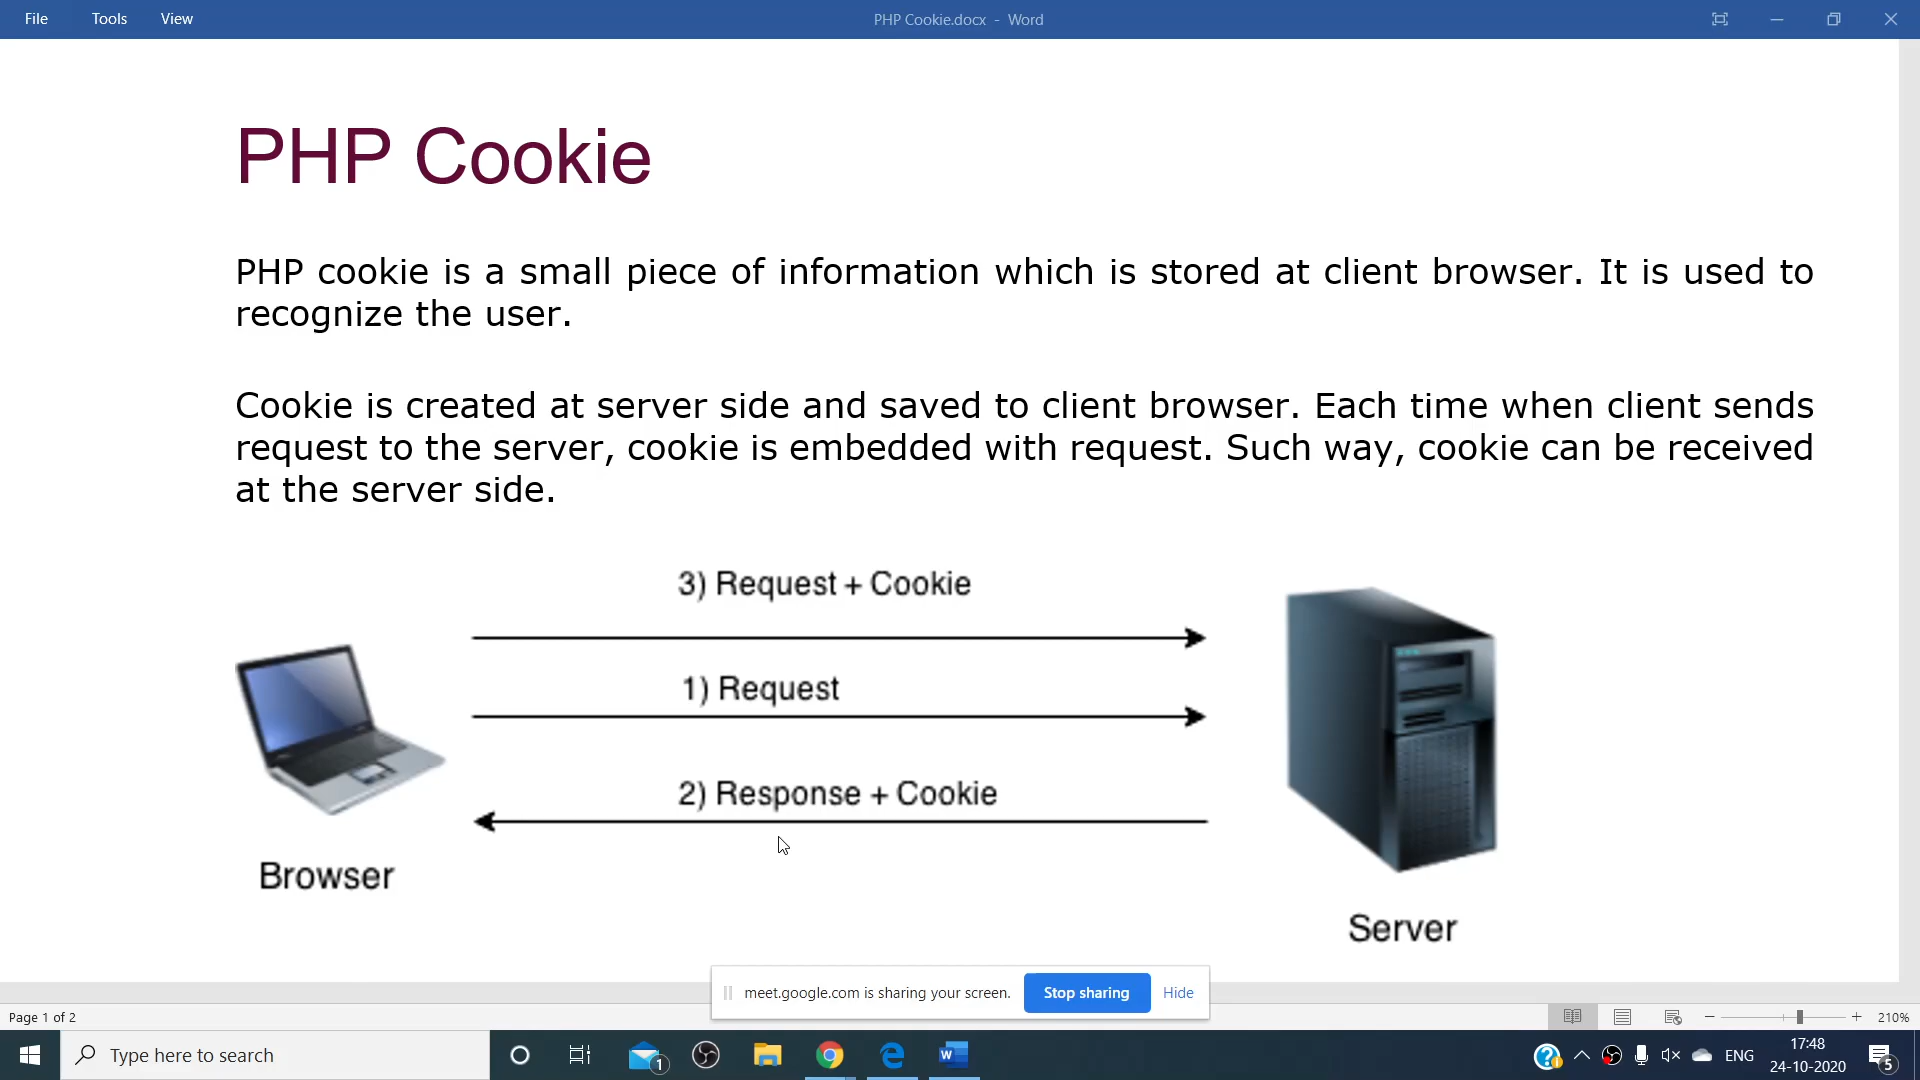 File Tools View PHP Cookie.docx - Word
PHP Cookie
PHP cookie is a small piece of information which is stored at client browser. It is used to
recognize the user.
Cookie is created at server side and saved to client browser. Each time when client sends
request to the server, cookie is embedded with request. Such way, cookie can be received
at the server side.
3) Request + Cookie
1) Request
2) Response + Cookie
Browser
Server
meet.google.com is sharing your screen. Stop sharing Hide
Page 1 of 2 210%
Type here to search 1 ENG 17:48
24-10-2020 5